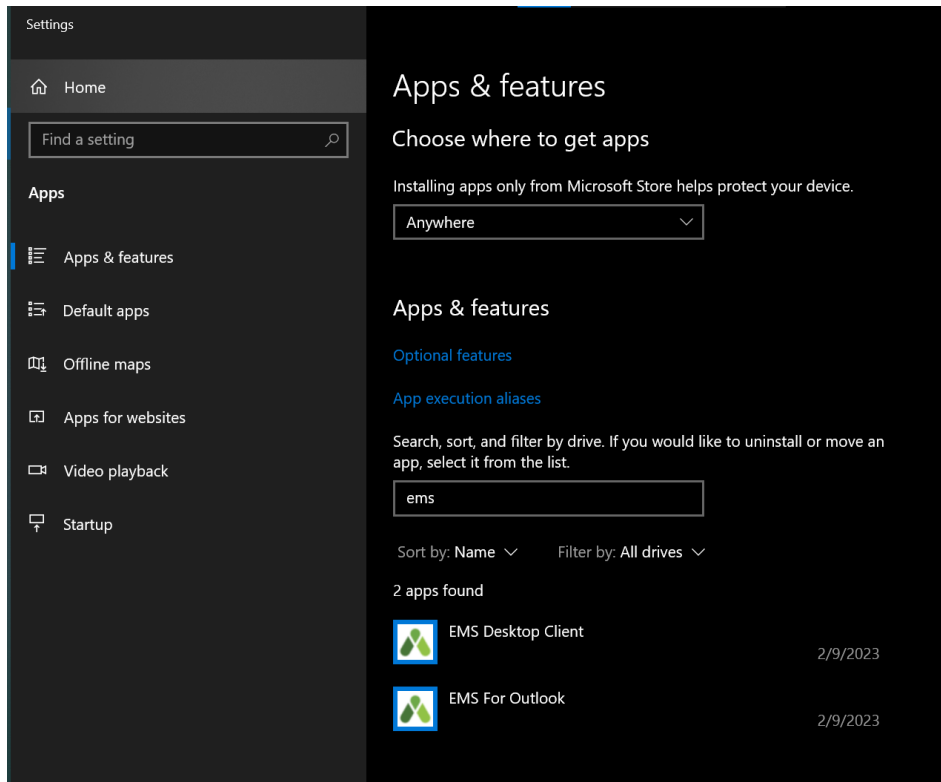 Settings
Home
Find a setting
Apps
Apps & features
Default apps
Offline maps
Apps for websites
Video playback
Startup
Apps & features
Choose where to get apps
Installing apps only from Microsoft Store helps protect your device.
Anywhere
Apps & features
Optional features
App execution aliases
Search, sort, and filter by drive. If you would like to uninstall or move an
app, select it from the list.
ems
Sort by: Name Filter by: All drives
2 apps found
EMS Desktop Client
2/9/2023
EMS For Outlook
2/9/2023